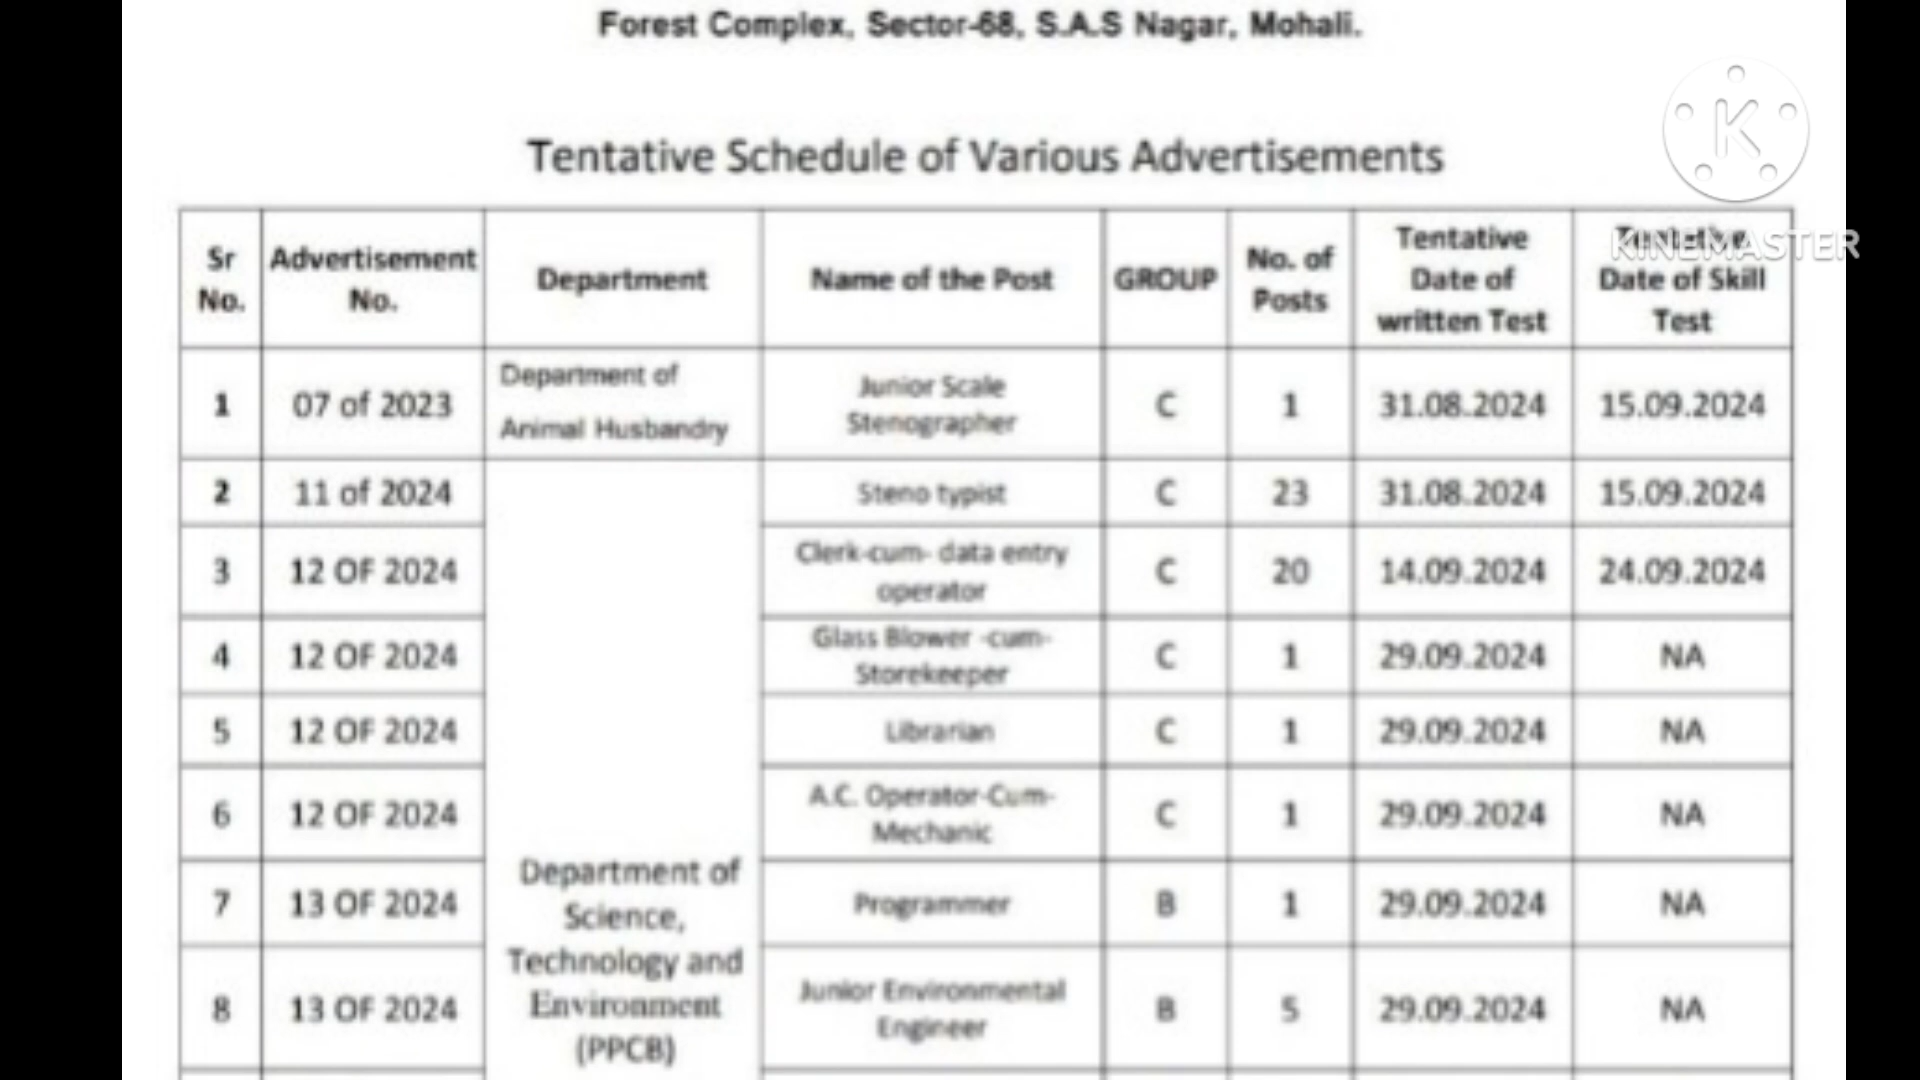 Forest Complex, Sector-68, S.A.S Nagar, Mohali.
K
KINEMASTER
Tentative Schedule of Various Advertisements
Sr No. Advertisement No. Department Name of the Post GROUP No. of Posts Tentative Date of written Test Tentative Date of Skill Test
1 07 of 2023 Department of Animal Husbandry Junior Scale Stenographer C 1 31.08.2024 15.09.2024
2 11 of 2024 Steno typist C 23 31.08.2024 15.09.2024
3 12 OF 2024 Clerk-cum- data entry operator C 20 14.09.2024 24.09.2024
4 12 OF 2024 Glass Blower -cum- Storekeeper C 1 29.09.2024 NA
5 12 OF 2024 Librarian C 1 29.09.2024 NA
6 12 OF 2024 A.C. Operator-Cum- Mechanic C 1 29.09.2024 NA
Department of Science, Technology and Environment (PPCB)
7 13 OF 2024 Programmer B 1 29.09.2024 NA
8 13 OF 2024 Junior Environmental Engineer B 5 29.09.2024 NA